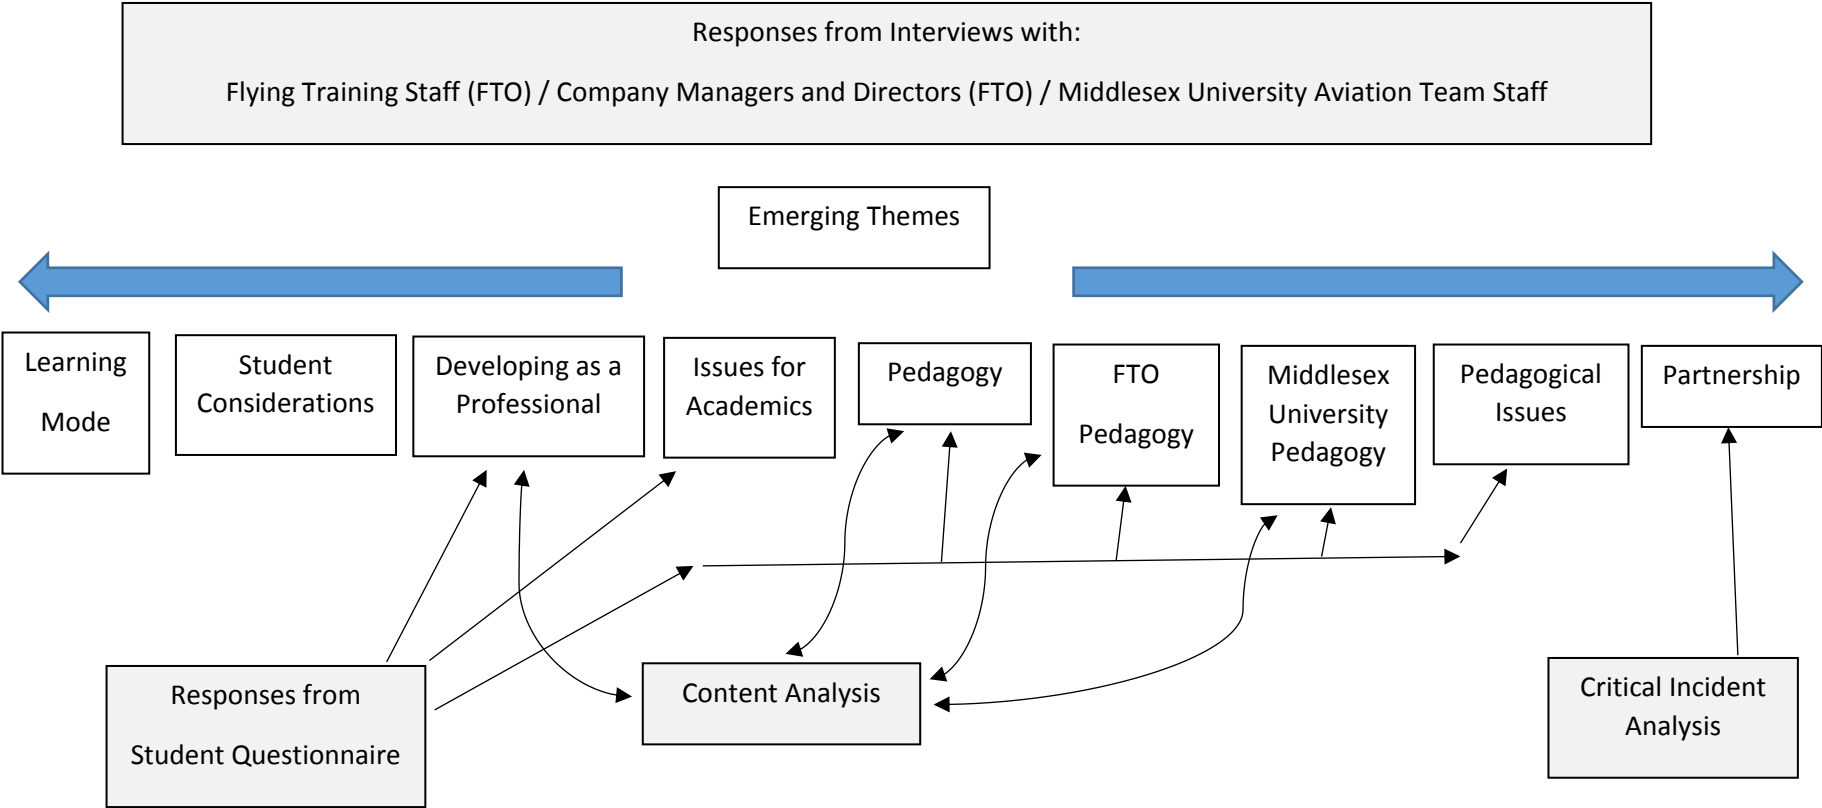 Responses from Interviews with:
Flying Training Staff (FTO) / Company Managers and Directors (FTO) / Middlesex University Aviation Team Staff
Emerging Themes
Learning
Mode
Student
Considerations
Developing as a
Professional
Issues for
Academics
Pedagogy
FTO
Pedagogy
Middlesex
University
Pedagogy
Pedagogical
Issues
Partnership
Responses from
Student Questionnaire
Content Analysis
Critical Incident
Analysis